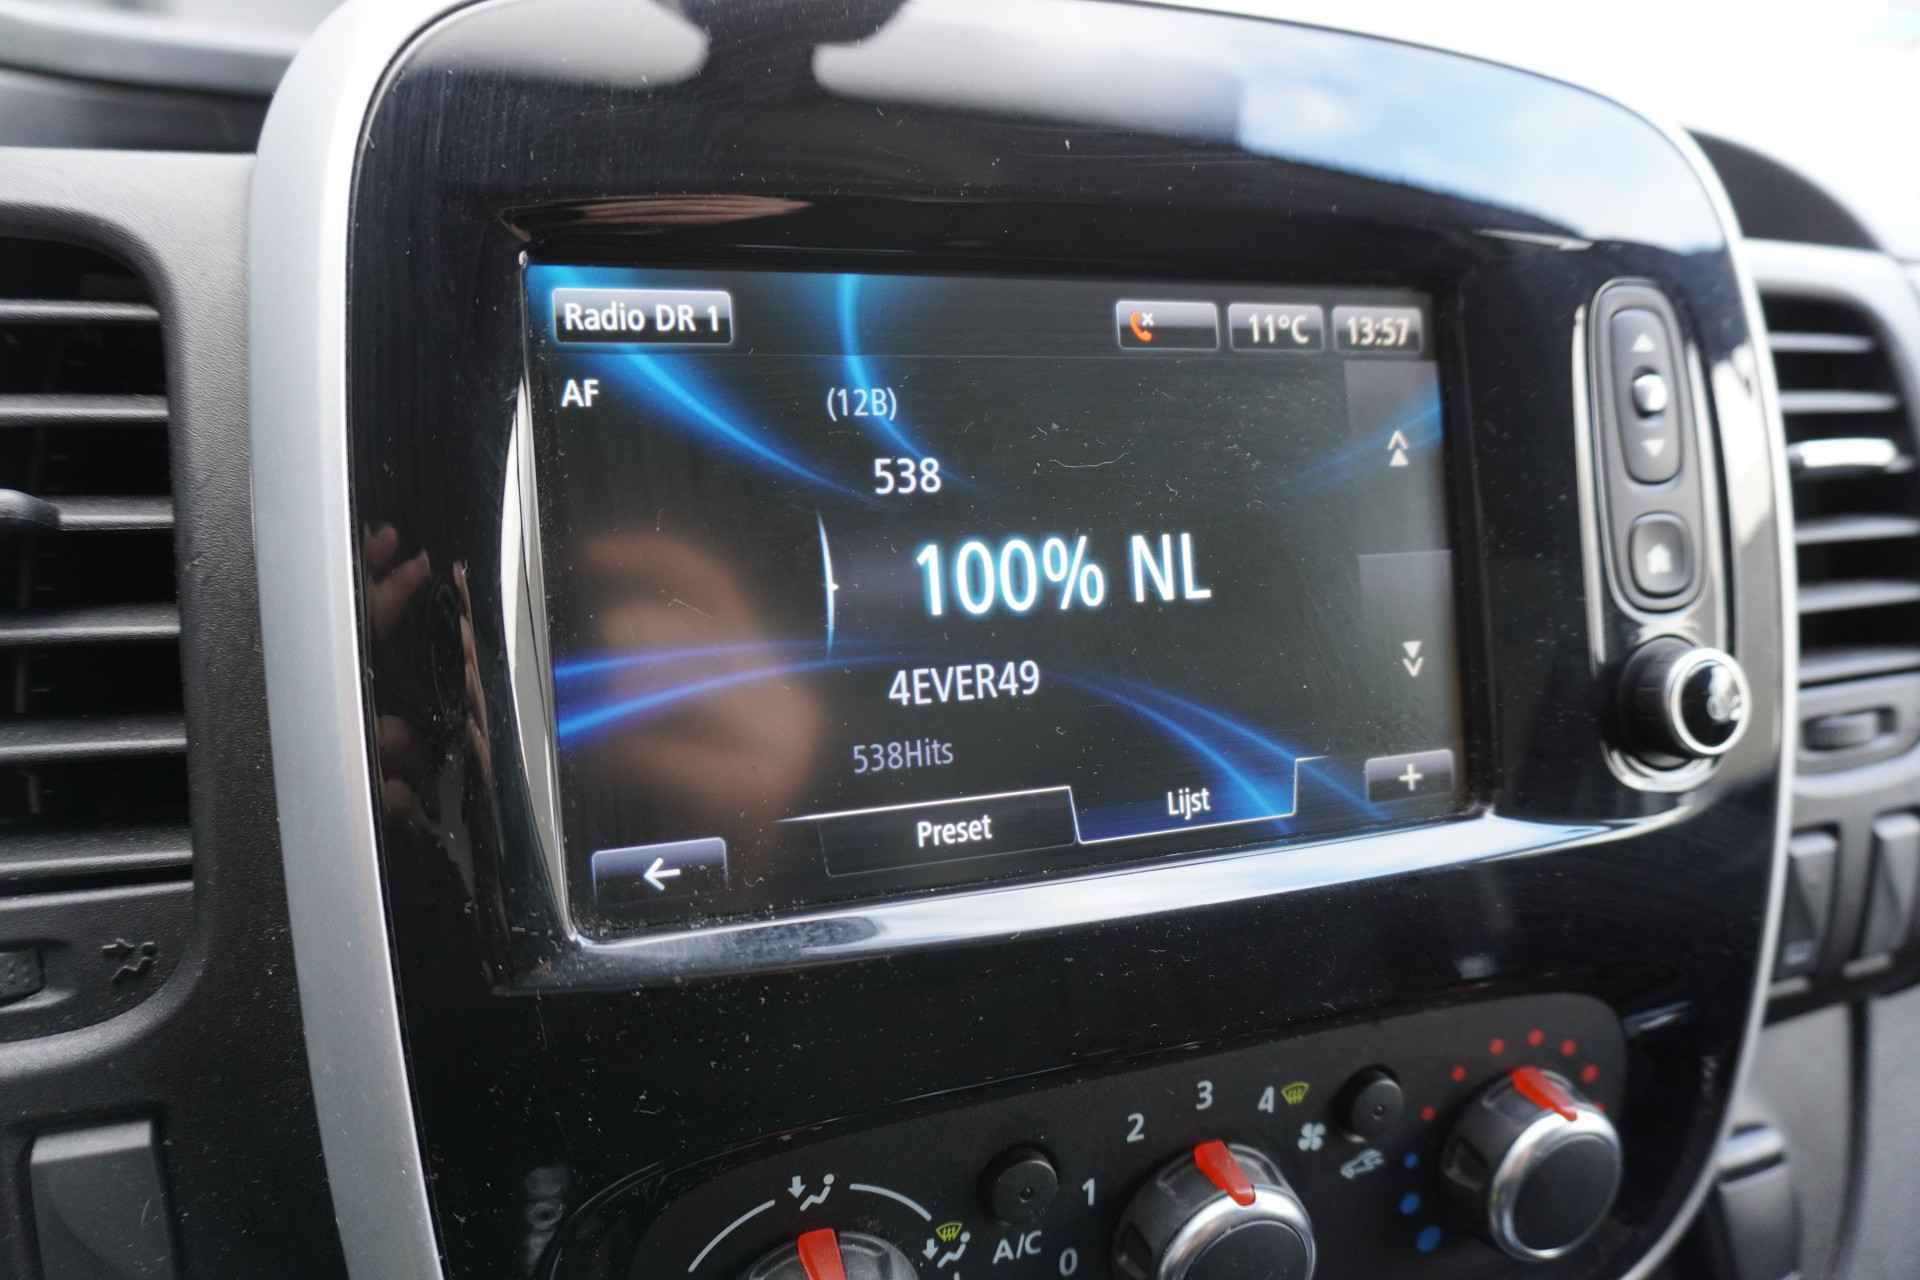 Radio DR 1
11°C
13:57
AF
(12B)
538
100% NL
4EVER49
538Hits
Preset
Lijst
+
0
1
2
3
4
A/C